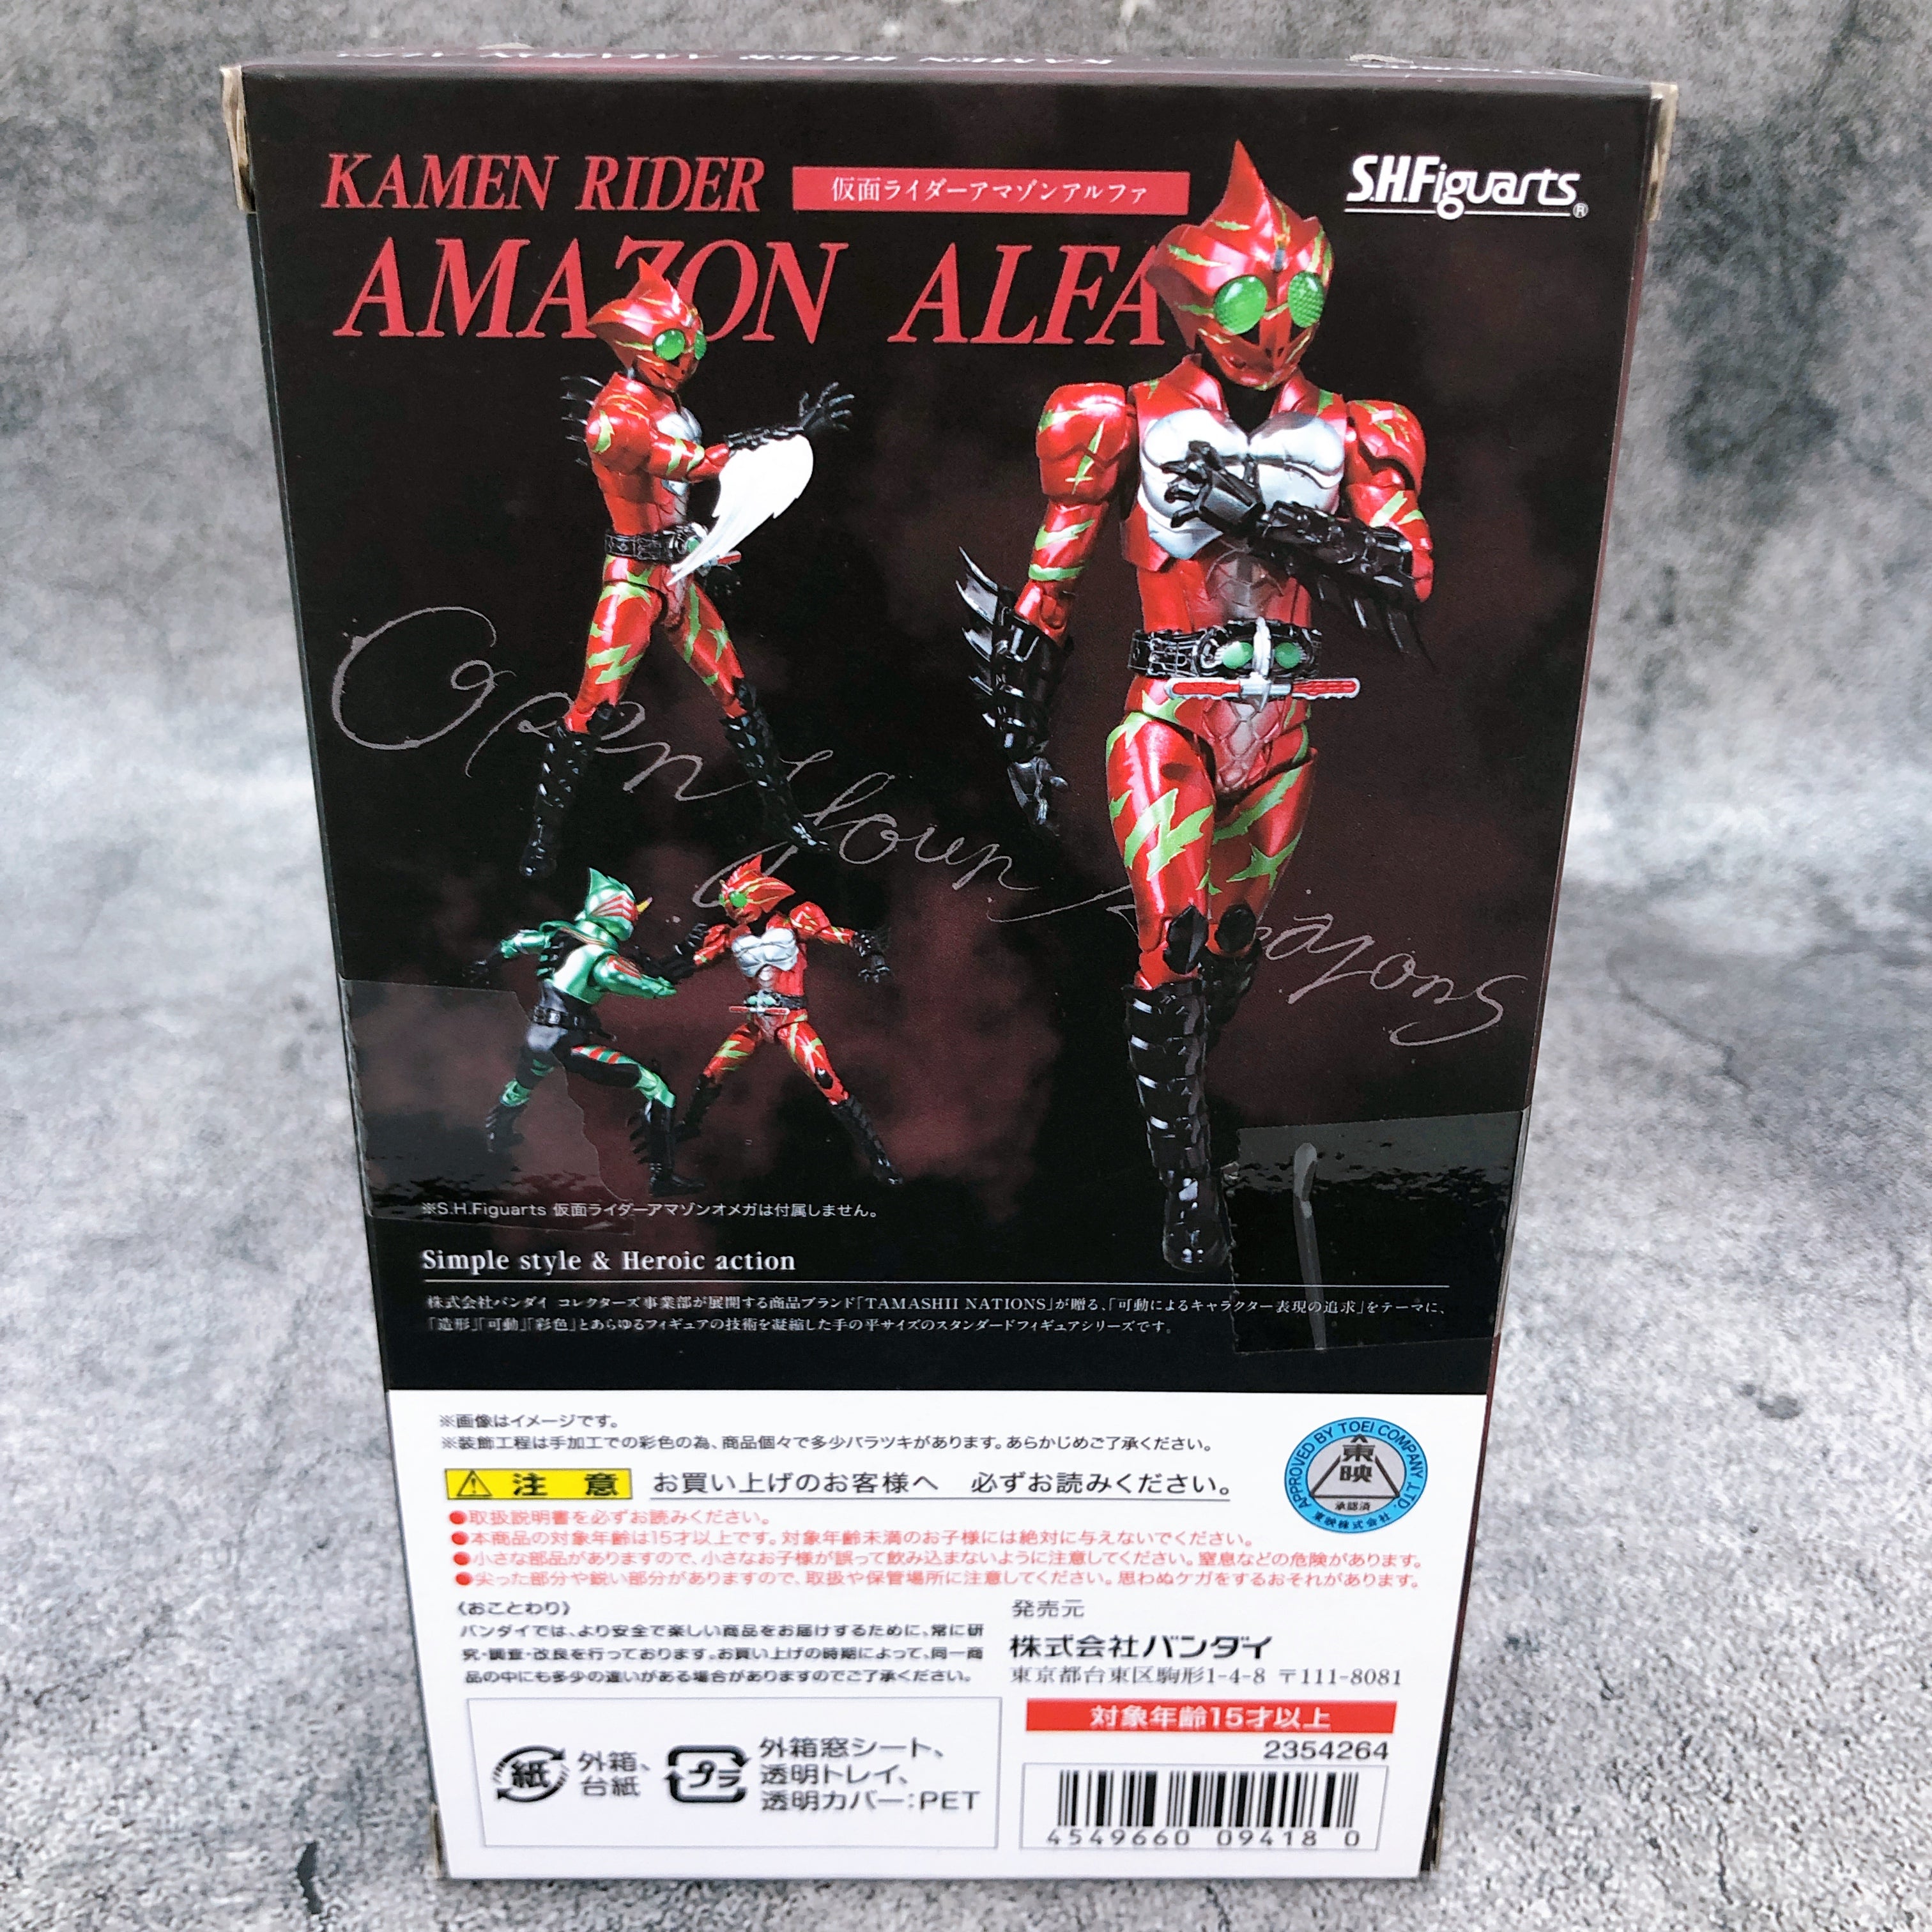 KAMEN RIDER AMAZON ALFA
KAMEN RIDER
仮面ライダーアマゾンアルファ
S.H.Figuarts®
AMAZON ALFA
Open Your Amazons
※S.H.Figuarts 仮面ライダーアマゾンオメガは付属しません。
Simple style & Heroic action
株式会社バンダイ コレクターズ事業部が展開する商品ブランド「TAMASHII NATIONS」が贈る、「可動によるキャラクター表現の追求」をテーマに、
「造形」「可動」「彩色」とあらゆるフィギュアの技術を凝縮した手の平サイズのスタンダードフィギュアシリーズです。
※画像はイメージです。
※装飾工程は手加工での彩色の為、商品個々で多少バラツキがあります。あらかじめご了承ください。
APPROVED BY TOEI COMPANY, LTD.
東映
承認済
東映株式会社
注意 お買い上げのお客様へ 必ずお読みください。
●取扱説明書を必ずお読みください。
●本商品の対象年齢は15才以上です。対象年齢未満のお子様には絶対に与えないでください。
●小さな部品がありますので、小さなお子様が誤って飲み込まないように注意してください。窒息などの危険があります。
●尖った部分や鋭い部分がありますので、取扱や保管場所に注意してください。思わぬケガをするおそれがあります。
《おことわり》
バンダイでは、より安全で楽しい商品をお届けするために、常に研
究・調査・改良を行っております。お買い上げの時期によって、同一商
品の中にも多少の違いがある場合がありますのでご了承ください。
発売元
株式会社バンダイ
東京都台東区駒形1-4-8 〒111-8081
紙 外箱、
台紙
プラ 外箱窓シート、
透明トレイ、
透明カバー:PET
対象年齢15才以上
2354264
4549660 09418 0